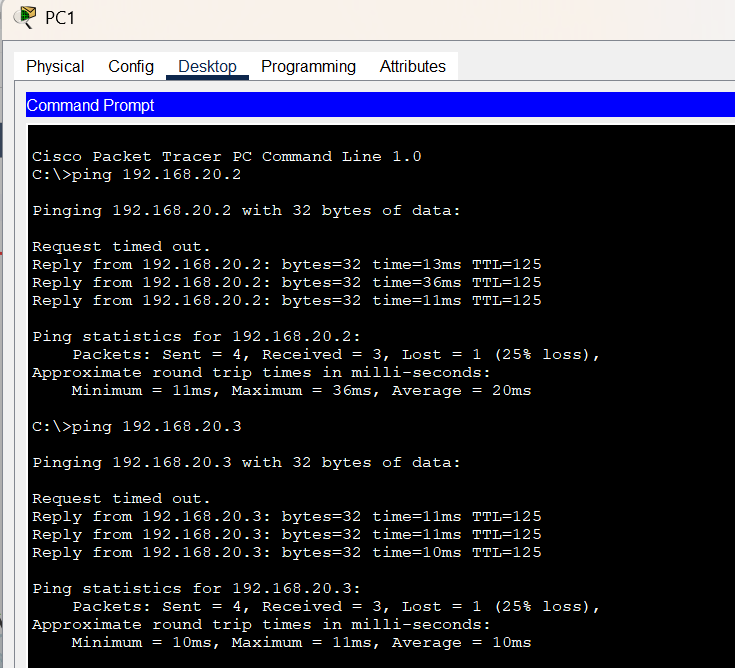 PC1
Physical Config Desktop Programming Attributes
Command Prompt
Cisco Packet Tracer PC Command Line 1.0
C:\>ping 192.168.20.2
Pinging 192.168.20.2 with 32 bytes of data:
Request timed out.
Reply from 192.168.20.2: bytes=32 time=13ms TTL=125
Reply from 192.168.20.2: bytes=32 time=36ms TTL=125
Reply from 192.168.20.2: bytes=32 time=11ms TTL=125
Ping statistics for 192.168.20.2:
Packets: Sent = 4, Received = 3, Lost = 1 (25% loss),
Approximate round trip times in milli-seconds:
Minimum = 11ms, Maximum = 36ms, Average = 20ms
C:\>ping 192.168.20.3
Pinging 192.168.20.3 with 32 bytes of data:
Request timed out.
Reply from 192.168.20.3: bytes=32 time=11ms TTL=125
Reply from 192.168.20.3: bytes=32 time=11ms TTL=125
Reply from 192.168.20.3: bytes=32 time=10ms TTL=125
Ping statistics for 192.168.20.3:
Packets: Sent = 4, Received = 3, Lost = 1 (25% loss),
Approximate round trip times in milli-seconds:
Minimum = 10ms, Maximum = 11ms, Average = 10ms